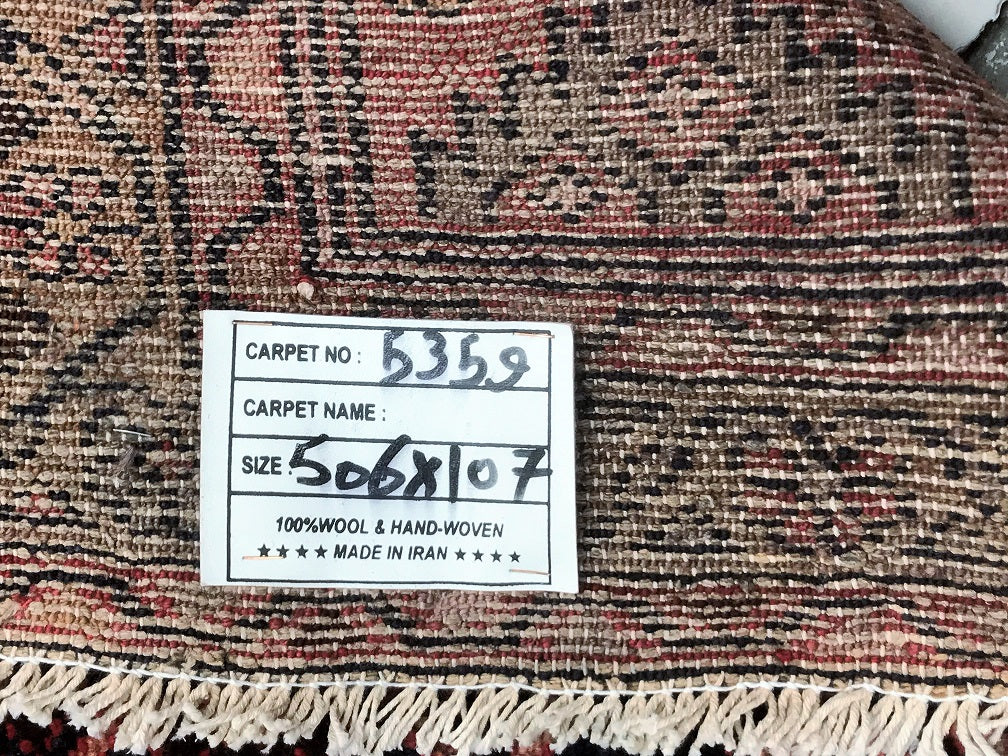 CARPET NO : 5359
CARPET NAME :
SIZE : 506X107
100%WOOL & HAND-WOVEN
★★★★ MADE IN IRAN ★★★★